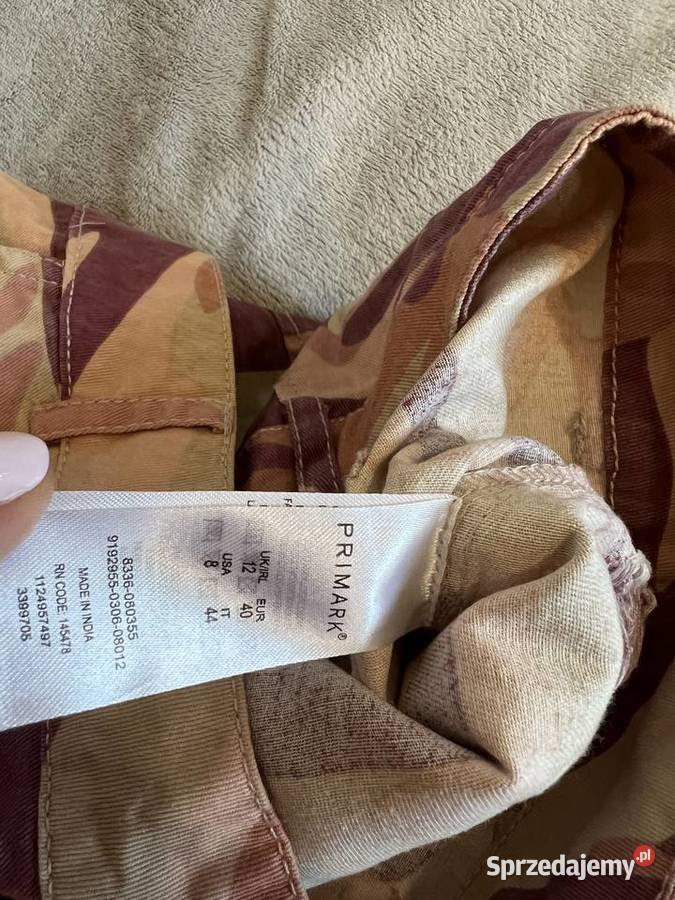 PRIMARK®
UK/IRL EUR
12 40
USA IT
8 44
8336-080355
9192955-0306-08012
MADE IN INDIA
RN CODE: 145478
1124957497
3399705
Sprzedajemy.pl